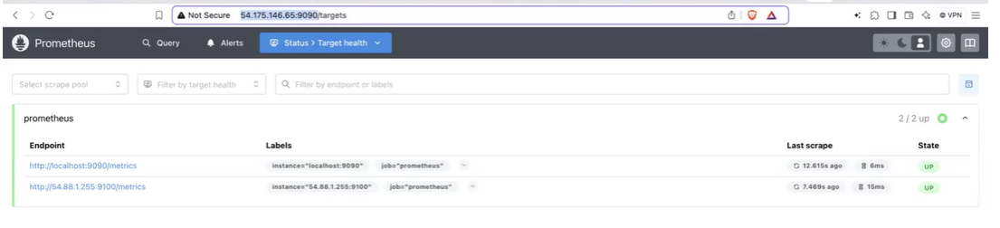 Not Secure 54.175.146.65:9090/targets VPN
Prometheus Query Alerts Status > Target health
Select scrape pool Filter by target health Filter by endpoint or labels
prometheus 2 / 2 up
Endpoint Labels Last scrape State
http://localhost:9090/metrics instance="localhost:9090" job="prometheus" 12.615s ago 6ms UP
http://54.88.1.255:9100/metrics instance="54.88.1.255:9100" job="prometheus" 7.469s ago 15ms UP